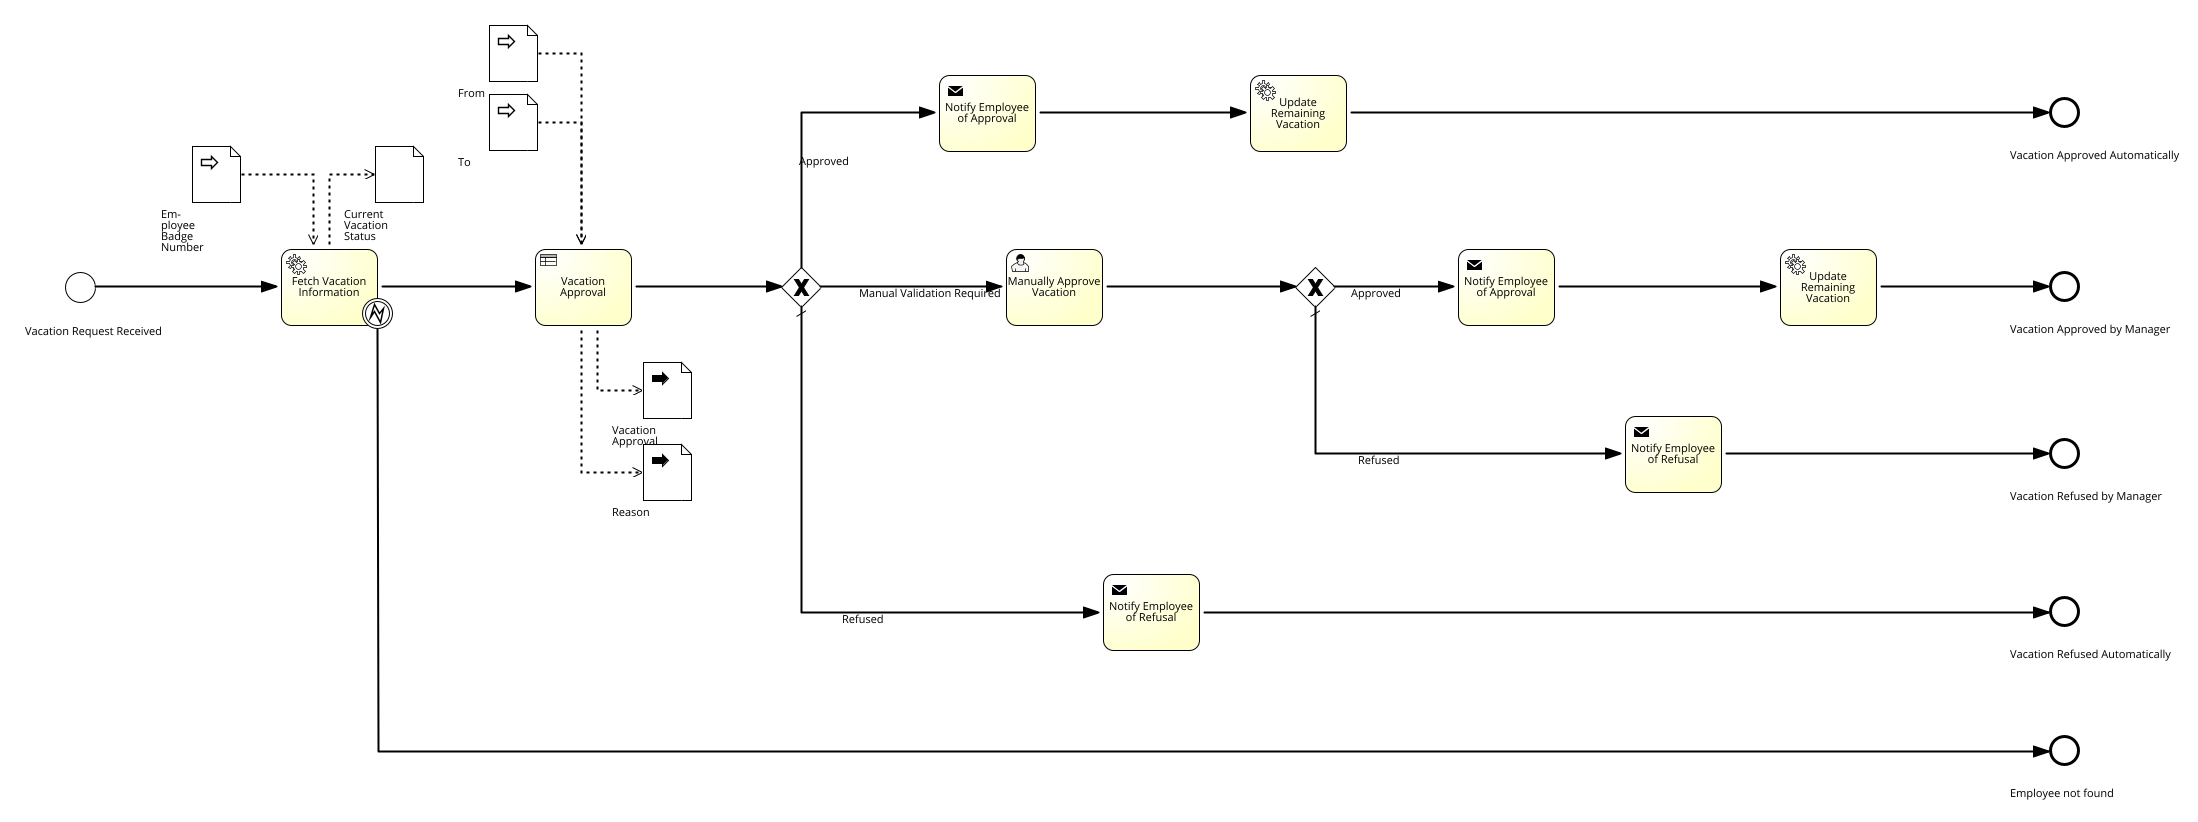 From
To
Em-
ployee
Badge
Number
Current
Vacation
Status
Vacation Request Received
Fetch Vacation
Information
Vacation
Approval
Vacation
Approval
Reason
Approved
Notify Employee
of Approval
Update
Remaining
Vacation
Vacation Approved Automatically
Manual Validation Required
Manually Approve
Vacation
Approved
Notify Employee
of Approval
Update
Remaining
Vacation
Vacation Approved by Manager
Refused
Notify Employee
of Refusal
Vacation Refused by Manager
Refused
Notify Employee
of Refusal
Vacation Refused Automatically
Employee not found